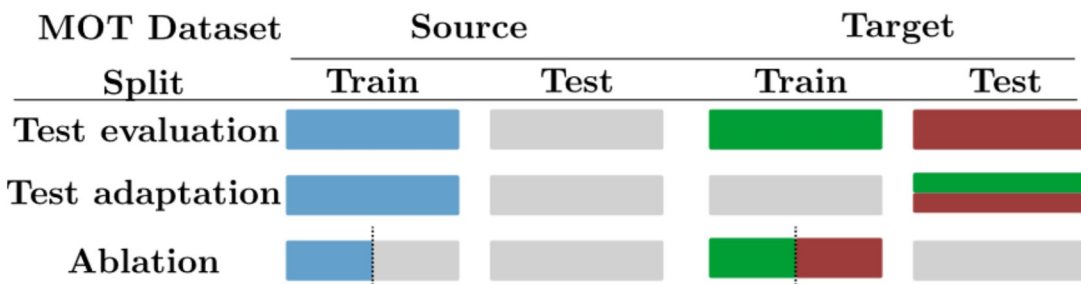 MOT Dataset Source Target
Split Train Test Train Test
Test evaluation
Test adaptation
Ablation